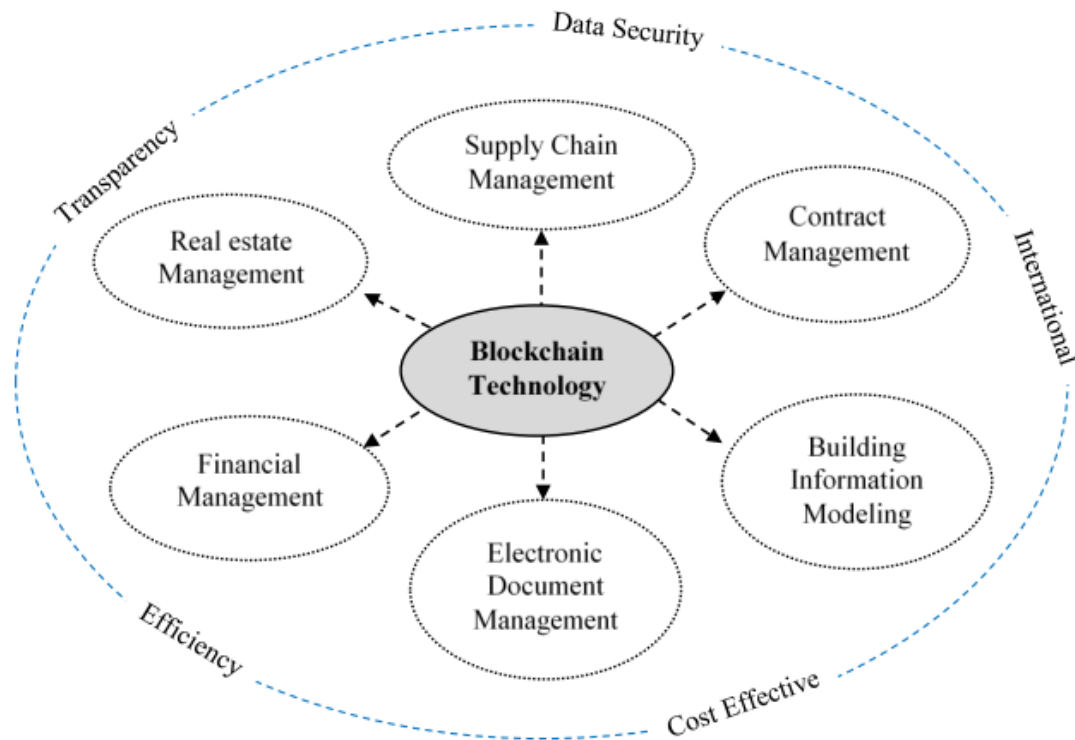 Data Security
Transparency
Supply Chain
Management
Contract
Management
Real estate
Management
International
Blockchain
Technology
Financial
Management
Building
Information
Modeling
Electronic
Document
Management
Efficiency
Cost Effective